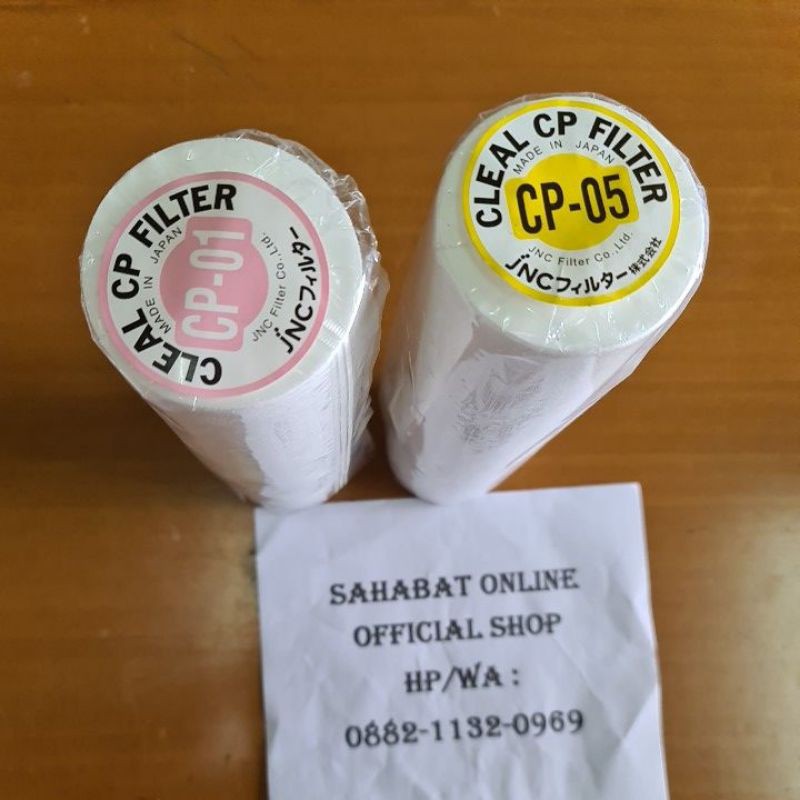 CLEAL CP FILTER
MADE IN JAPAN
CP-01
JNC Filter Co.,Ltd.
JNCフィルター
CLEAL CP FILTER
MADE IN JAPAN
CP-05
JNC Filter Co.,Ltd.
JNCフィルター株式会社
SAHABAT ONLINE
OFFICIAL SHOP
HP/WA :
0882-1132-0969